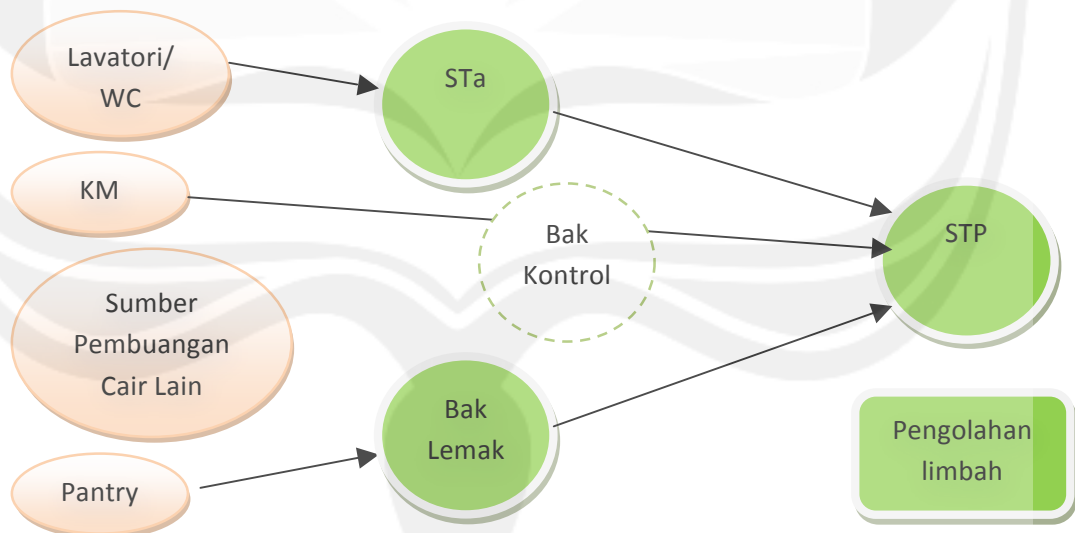 Lavatori/
WC
STa
KM
Bak
Kontrol
STP
Sumber
Pembuangan
Cair Lain
Bak
Lemak
Pengolahan
limbah
Pantry